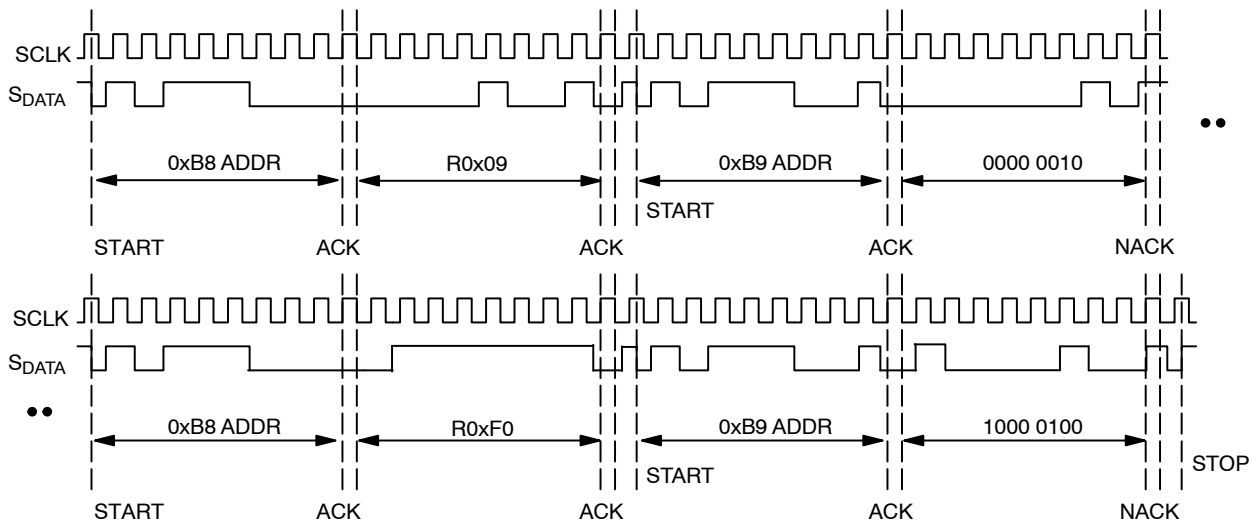 SCLK
SDATA
0xB8 ADDR
R0x09
0xB9 ADDR
0000 0010
START
START
ACK
ACK
ACK
NACK
SCLK
SDATA
0xB8 ADDR
R0xF0
0xB9 ADDR
1000 0100
STOP
START
START
ACK
ACK
ACK
NACK